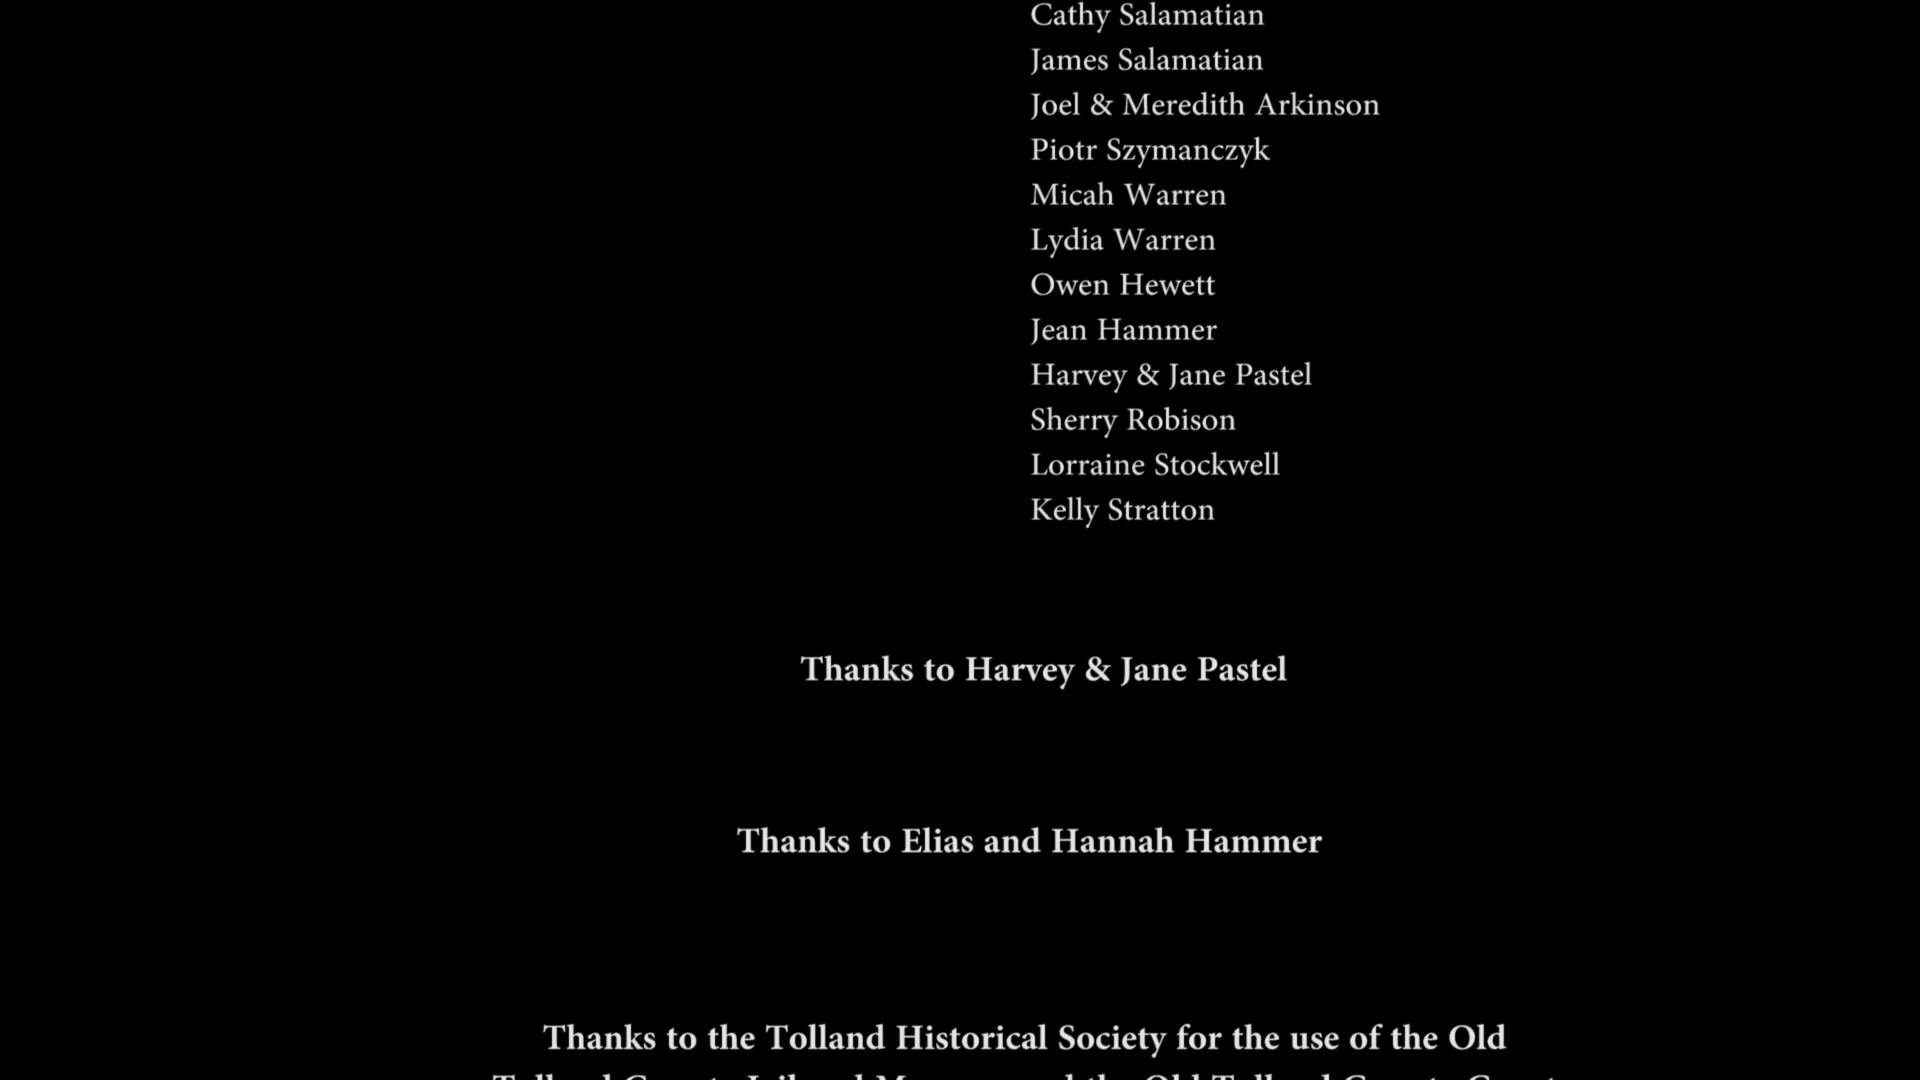 Cathy Salamatian
James Salamatian
Joel & Meredith Arkinson
Piotr Szymanczyk
Micah Warren
Lydia Warren
Owen Hewett
Jean Hammer
Harvey & Jane Pastel
Sherry Robison
Lorraine Stockwell
Kelly Stratton
Thanks to Harvey & Jane Pastel
Thanks to Elias and Hannah Hammer
Thanks to the Tolland Historical Society for the use of the Old